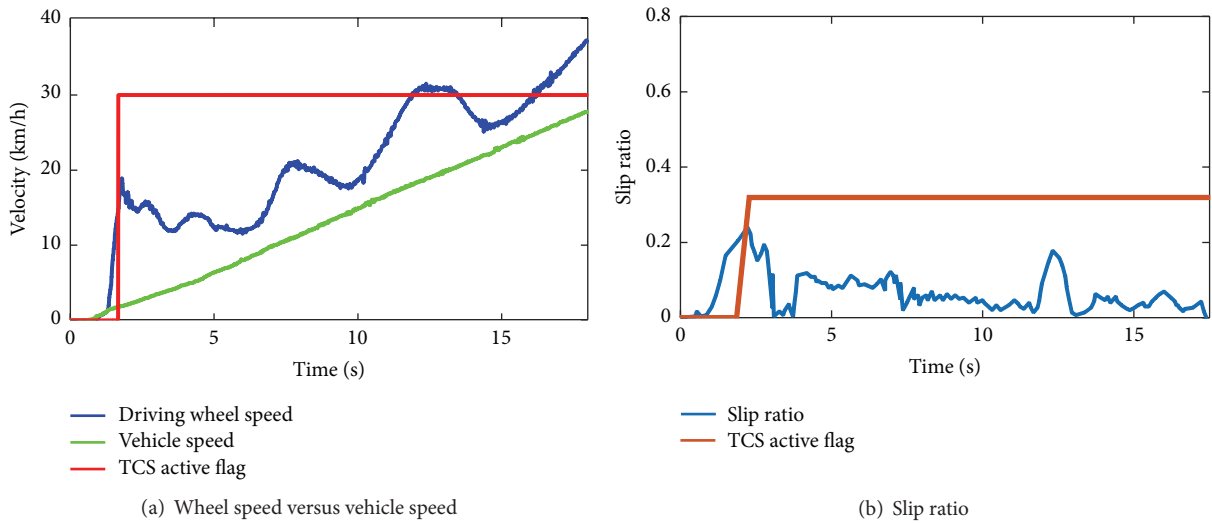 40
30
20
10
0
Velocity (km/h)
0
5
10
15
Time (s)
Driving wheel speed
Vehicle speed
TCS active flag
(a) Wheel speed versus vehicle speed
0.8
0.6
0.4
0.2
0
Slip ratio
0
5
10
15
Time (s)
Slip ratio
TCS active flag
(b) Slip ratio